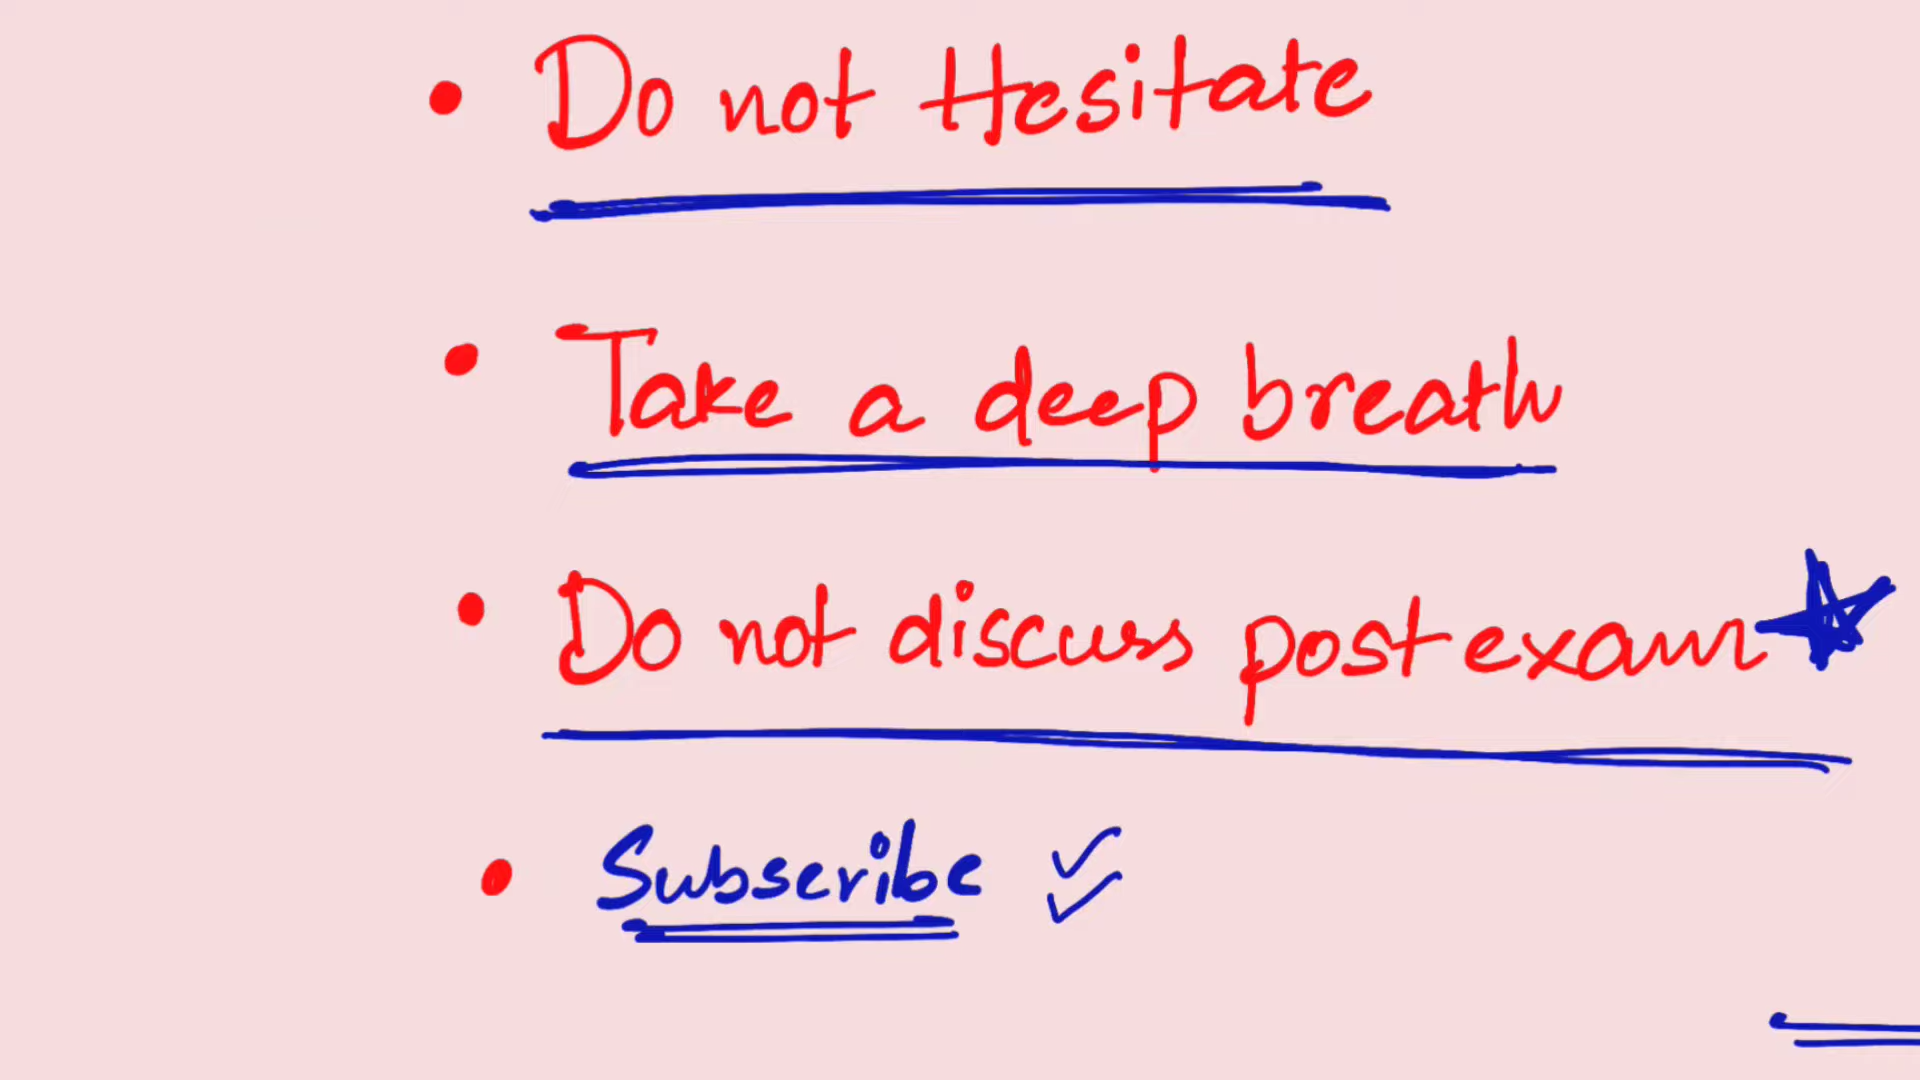 • Do not Hesitate
• Take a deep breath
• Do not discuss post exam
• Subscribe